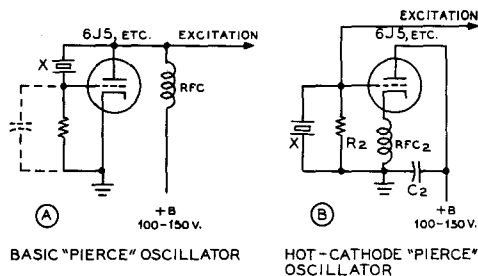 6J5, ETC.
EXCITATION
X
RFC
A
+B
100-150 V.
BASIC "PIERCE" OSCILLATOR
EXCITATION
6J5, ETC.
X
R2
RFC2
C2
B
+B
100-150 V.
HOT-CATHODE "PIERCE"
OSCILLATOR